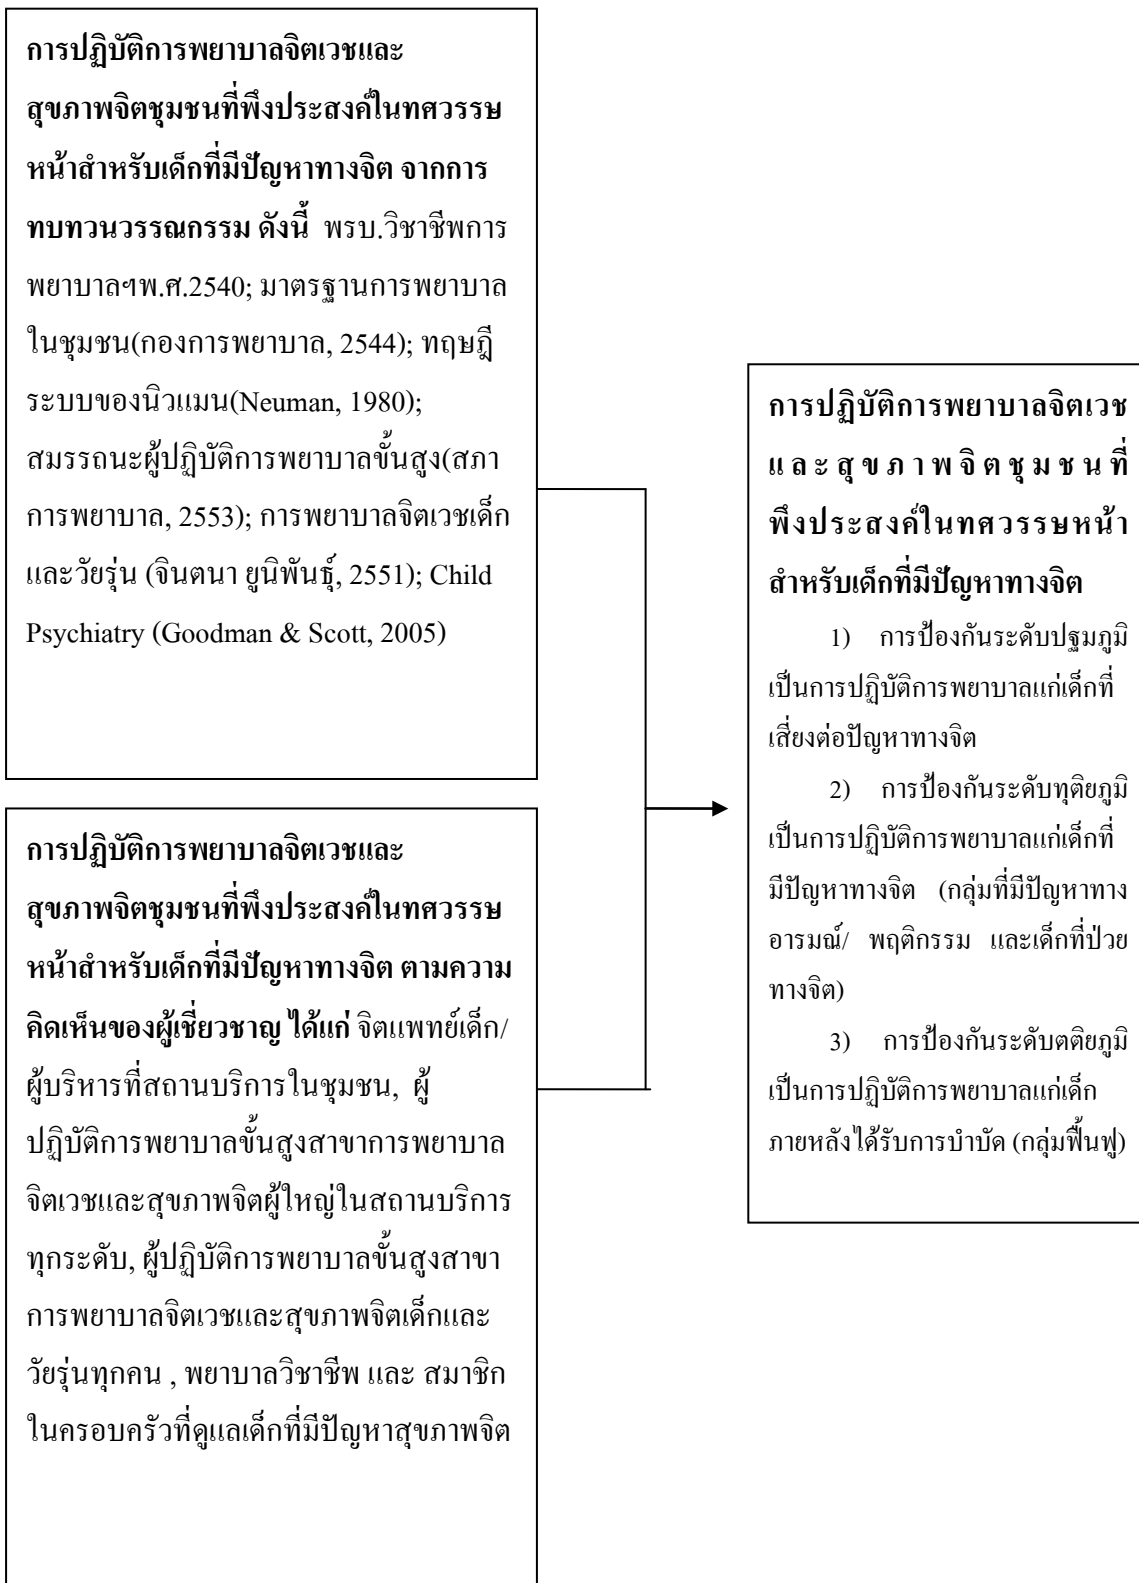 การปฏิบัติการพยาบาลจิตเวชและ
สุขภาพจิตชุมชนที่พึงประสงค์ในทศวรรษ
หน้าสำหรับเด็กที่มีปัญหาทางจิต จากการ
ทบทวนวรรณกรรม ดังนี้ พรบ.วิชาชีพการ
พยาบาลฯพ.ศ.2540; มาตรฐานการพยาบาล
ในชุมชน(กองการพยาบาล, 2544); ทฤษฎี
ระบบของนิวแมน(Neuman, 1980);
สมรรถนะผู้ปฏิบัติการพยาบาลขั้นสูง(สภา
การพยาบาล, 2553); การพยาบาลจิตเวชเด็ก
และวัยรุ่น (จินตนา ยูนิพันธุ์, 2551); Child
Psychiatry (Goodman & Scott, 2005)
การปฏิบัติการพยาบาลจิตเวชและ
สุขภาพจิตชุมชนที่พึงประสงค์ในทศวรรษ
หน้าสำหรับเด็กที่มีปัญหาทางจิต ตามความ
คิดเห็นของผู้เชี่ยวชาญ ได้แก่ จิตแพทย์เด็ก/
ผู้บริหารที่สถานบริการในชุมชน, ผู้
ปฏิบัติการพยาบาลขั้นสูงสาขาการพยาบาล
จิตเวชและสุขภาพจิตผู้ใหญ่ในสถานบริการ
ทุกระดับ, ผู้ปฏิบัติการพยาบาลขั้นสูงสาขา
การพยาบาลจิตเวชและสุขภาพจิตเด็กและ
วัยรุ่นทุกคน , พยาบาลวิชาชีพ และ สมาชิก
ในครอบครัวที่ดูแลเด็กที่มีปัญหาสุขภาพจิต
การปฏิบัติการพยาบาลจิตเวช
และสุขภาพจิตชุมชนที่
พึงประสงค์ในทศวรรษหน้า
สำหรับเด็กที่มีปัญหาทางจิต
1) การป้องกันระดับปฐมภูมิ
เป็นการปฏิบัติการพยาบาลแก่เด็กที่
เสี่ยงต่อปัญหาทางจิต
2) การป้องกันระดับทุติยภูมิ
เป็นการปฏิบัติการพยาบาลแก่เด็กที่
มีปัญหาทางจิต (กลุ่มที่มีปัญหาทาง
อารมณ์/ พฤติกรรม และเด็กที่ป่วย
ทางจิต)
3) การป้องกันระดับตติยภูมิ
เป็นการปฏิบัติการพยาบาลแก่เด็ก
ภายหลังได้รับการบำบัด (กลุ่มฟื้นฟู)